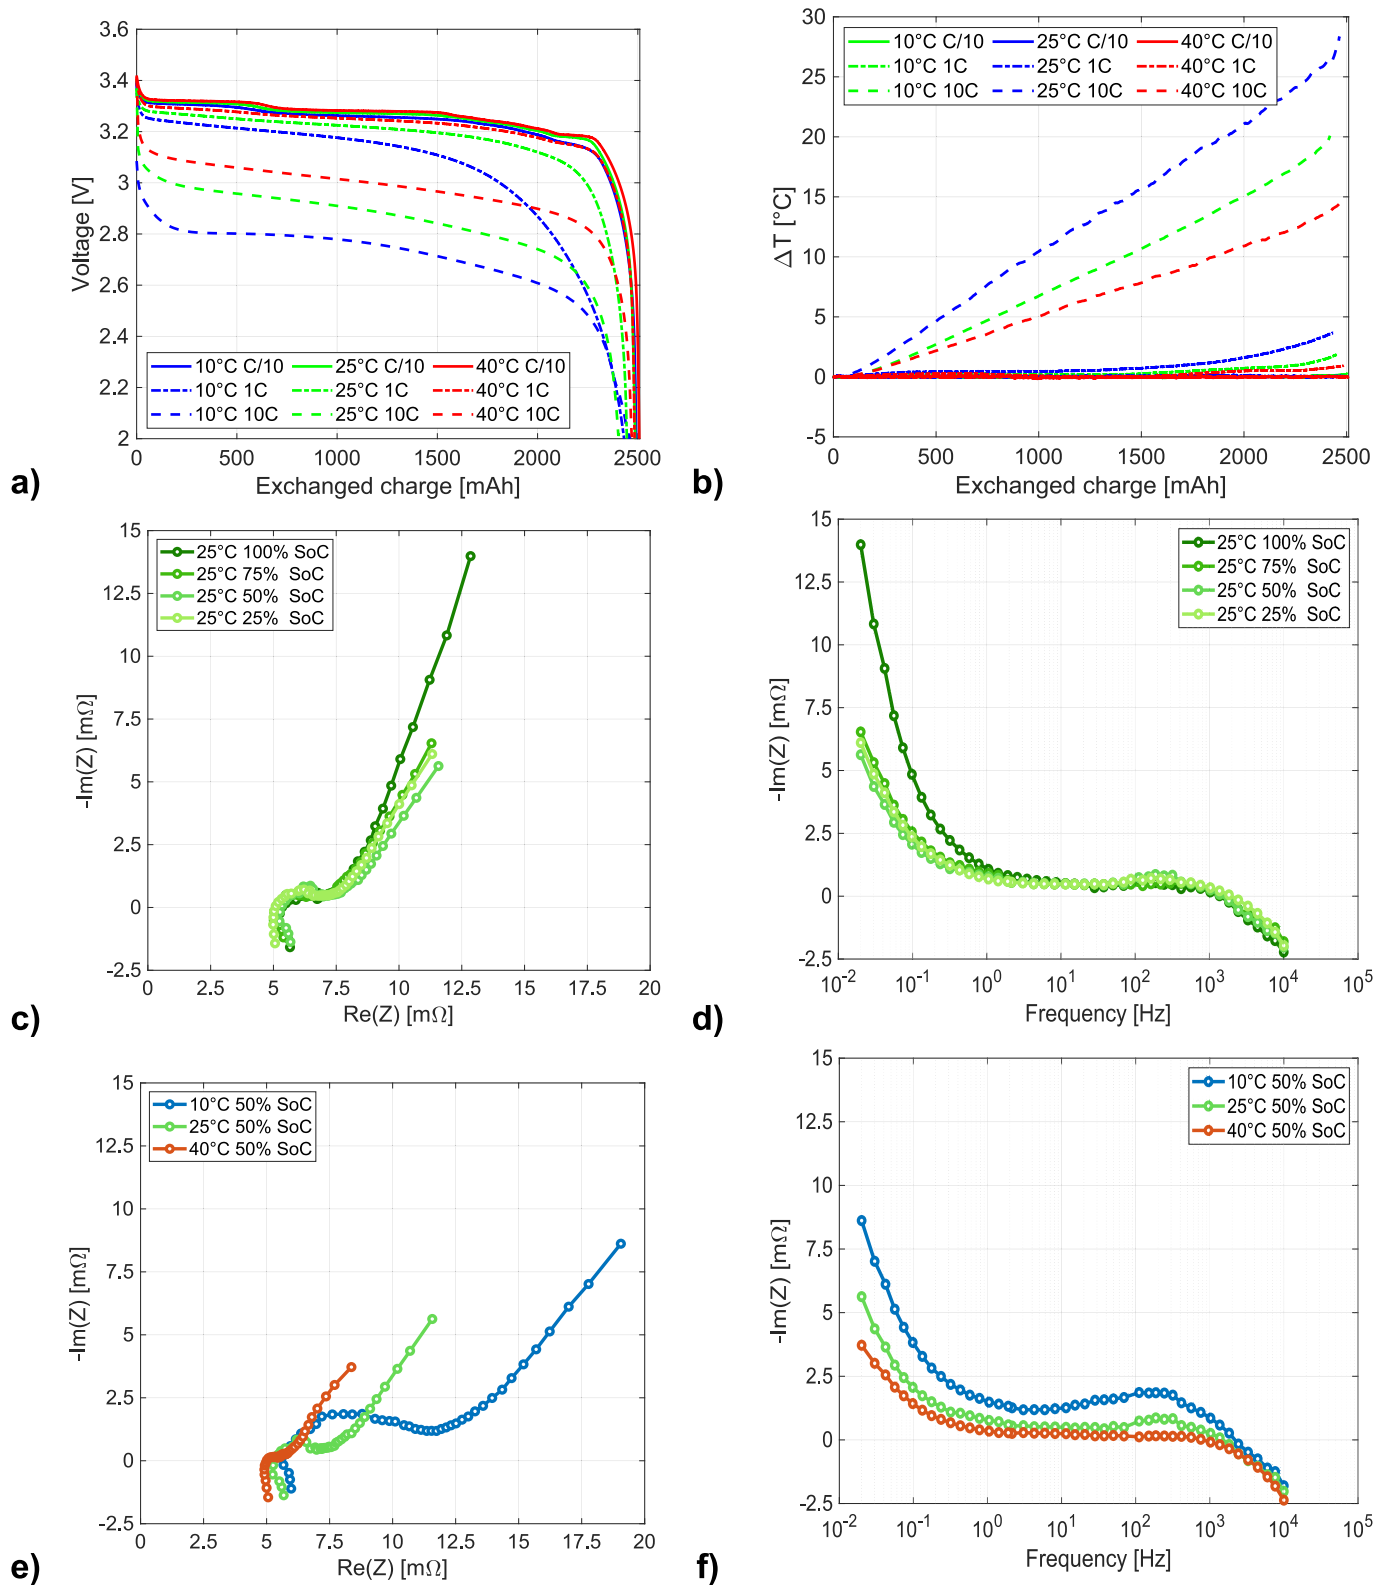 3.4
3.2
3
2.8
2.6
2.4
2.2
2
Voltage [V]
10°C C/10 25°C C/10 40°C C/10
10°C 1C 25°C 1C 40°C 1C
10°C 10C 25°C 10C 40°C 10C
0 500 1000 1500 2000 2500
Exchanged charge [mAh]
a)
30
25
20
15
10
5
0
-5
ΔT [°C]
10°C C/10 25°C C/10 40°C C/10
10°C 1C 25°C 1C 40°C 1C
10°C 10C 25°C 10C 40°C 10C
0 500 1000 1500 2000 2500
Exchanged charge [mAh]
b)
15
12.5
10
7.5
5
2.5
0
-2.5
-Im(Z) [mΩ]
25°C 100% SoC
25°C 75% SoC
25°C 50% SoC
25°C 25% SoC
0 2.5 5 7.5 10 12.5 15 17.5 20
Re(Z) [mΩ]
c)
15
12.5
10
7.5
5
2.5
0
-2.5
-Im(Z) [mΩ]
25°C 100% SoC
25°C 75% SoC
25°C 50% SoC
25°C 25% SoC
10⁻² 10⁻¹ 10⁰ 10¹ 10² 10³ 10⁴ 10⁵
Frequency [Hz]
d)
15
12.5
10
7.5
5
2.5
0
-2.5
-Im(Z) [mΩ]
10°C 50% SoC
25°C 50% SoC
40°C 50% SoC
0 2.5 5 7.5 10 12.5 15 17.5 20
Re(Z) [mΩ]
e)
15
12.5
10
7.5
5
2.5
0
-2.5
-Im(Z) [mΩ]
10°C 50% SoC
25°C 50% SoC
40°C 50% SoC
10⁻² 10⁻¹ 10⁰ 10¹ 10² 10³ 10⁴ 10⁵
Frequency [Hz]
f)